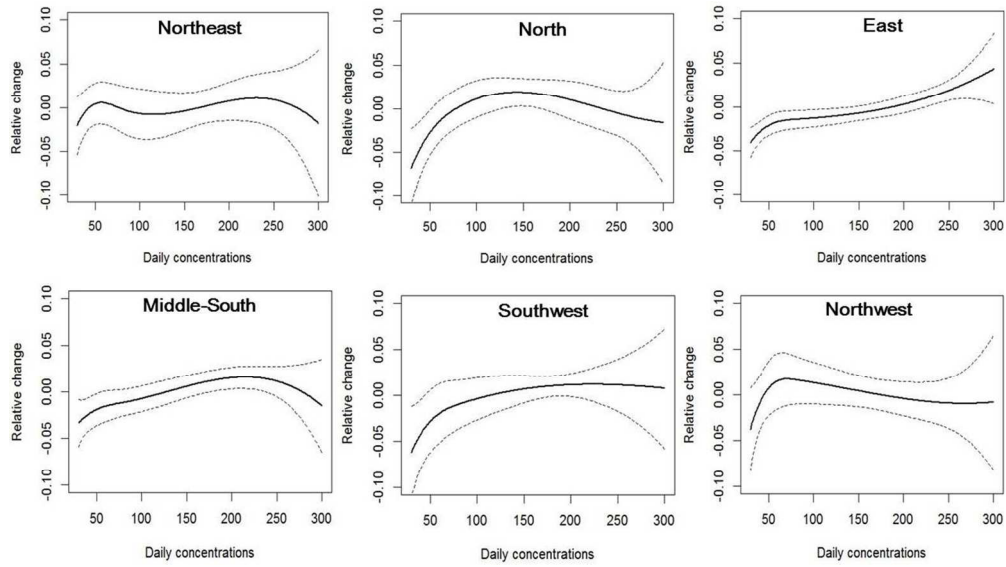 Northeast
Relative change
-0.10 -0.05 0.00 0.05 0.10
50 100 150 200 250 300
Daily concentrations
North
Relative change
-0.10 -0.05 0.00 0.05 0.10
50 100 150 200 250 300
Daily concentrations
East
Relative change
-0.10 -0.05 0.00 0.05 0.10
50 100 150 200 250 300
Daily concentrations
Middle-South
Relative change
-0.10 -0.05 0.00 0.05 0.10
50 100 150 200 250 300
Daily concentrations
Southwest
Relative change
-0.10 -0.05 0.00 0.05 0.10
50 100 150 200 250 300
Daily concentrations
Northwest
Relative change
-0.10 -0.05 0.00 0.05 0.10
50 100 150 200 250 300
Daily concentrations